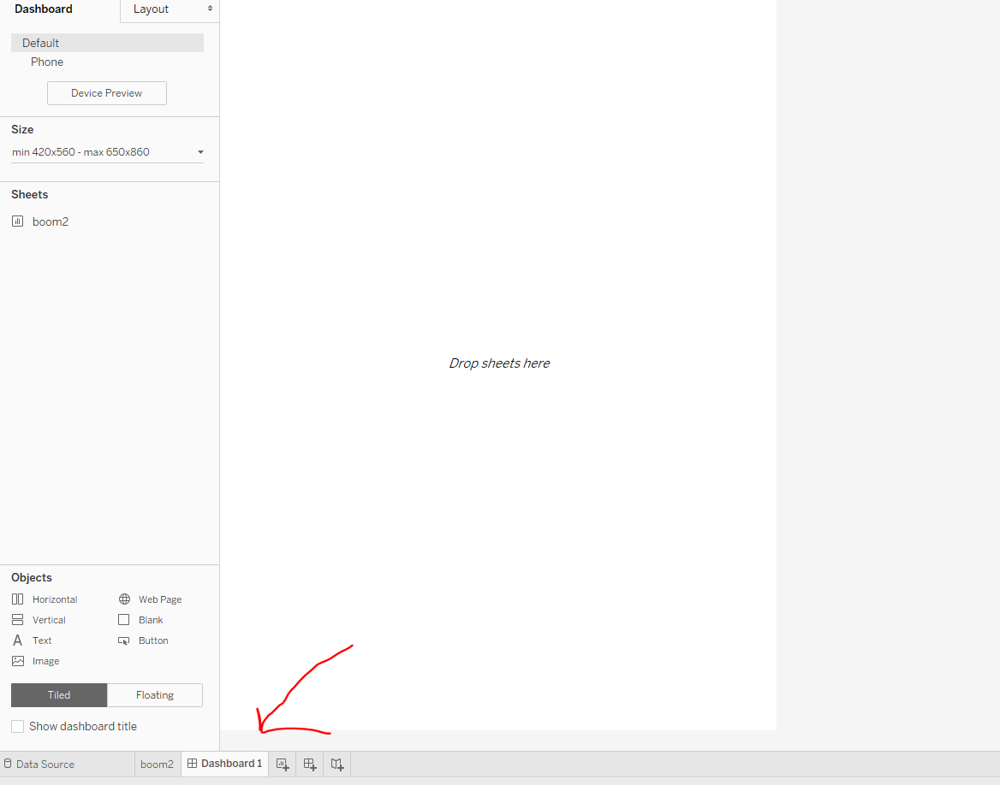 Dashboard Layout
Default
Phone
Device Preview
Size
min 420x560 - max 650x860
Sheets
boom2
Drop sheets here
Objects
Horizontal Web Page
Vertical Blank
Text Button
Image
Tiled Floating
Show dashboard title
Data Source boom2 Dashboard 1